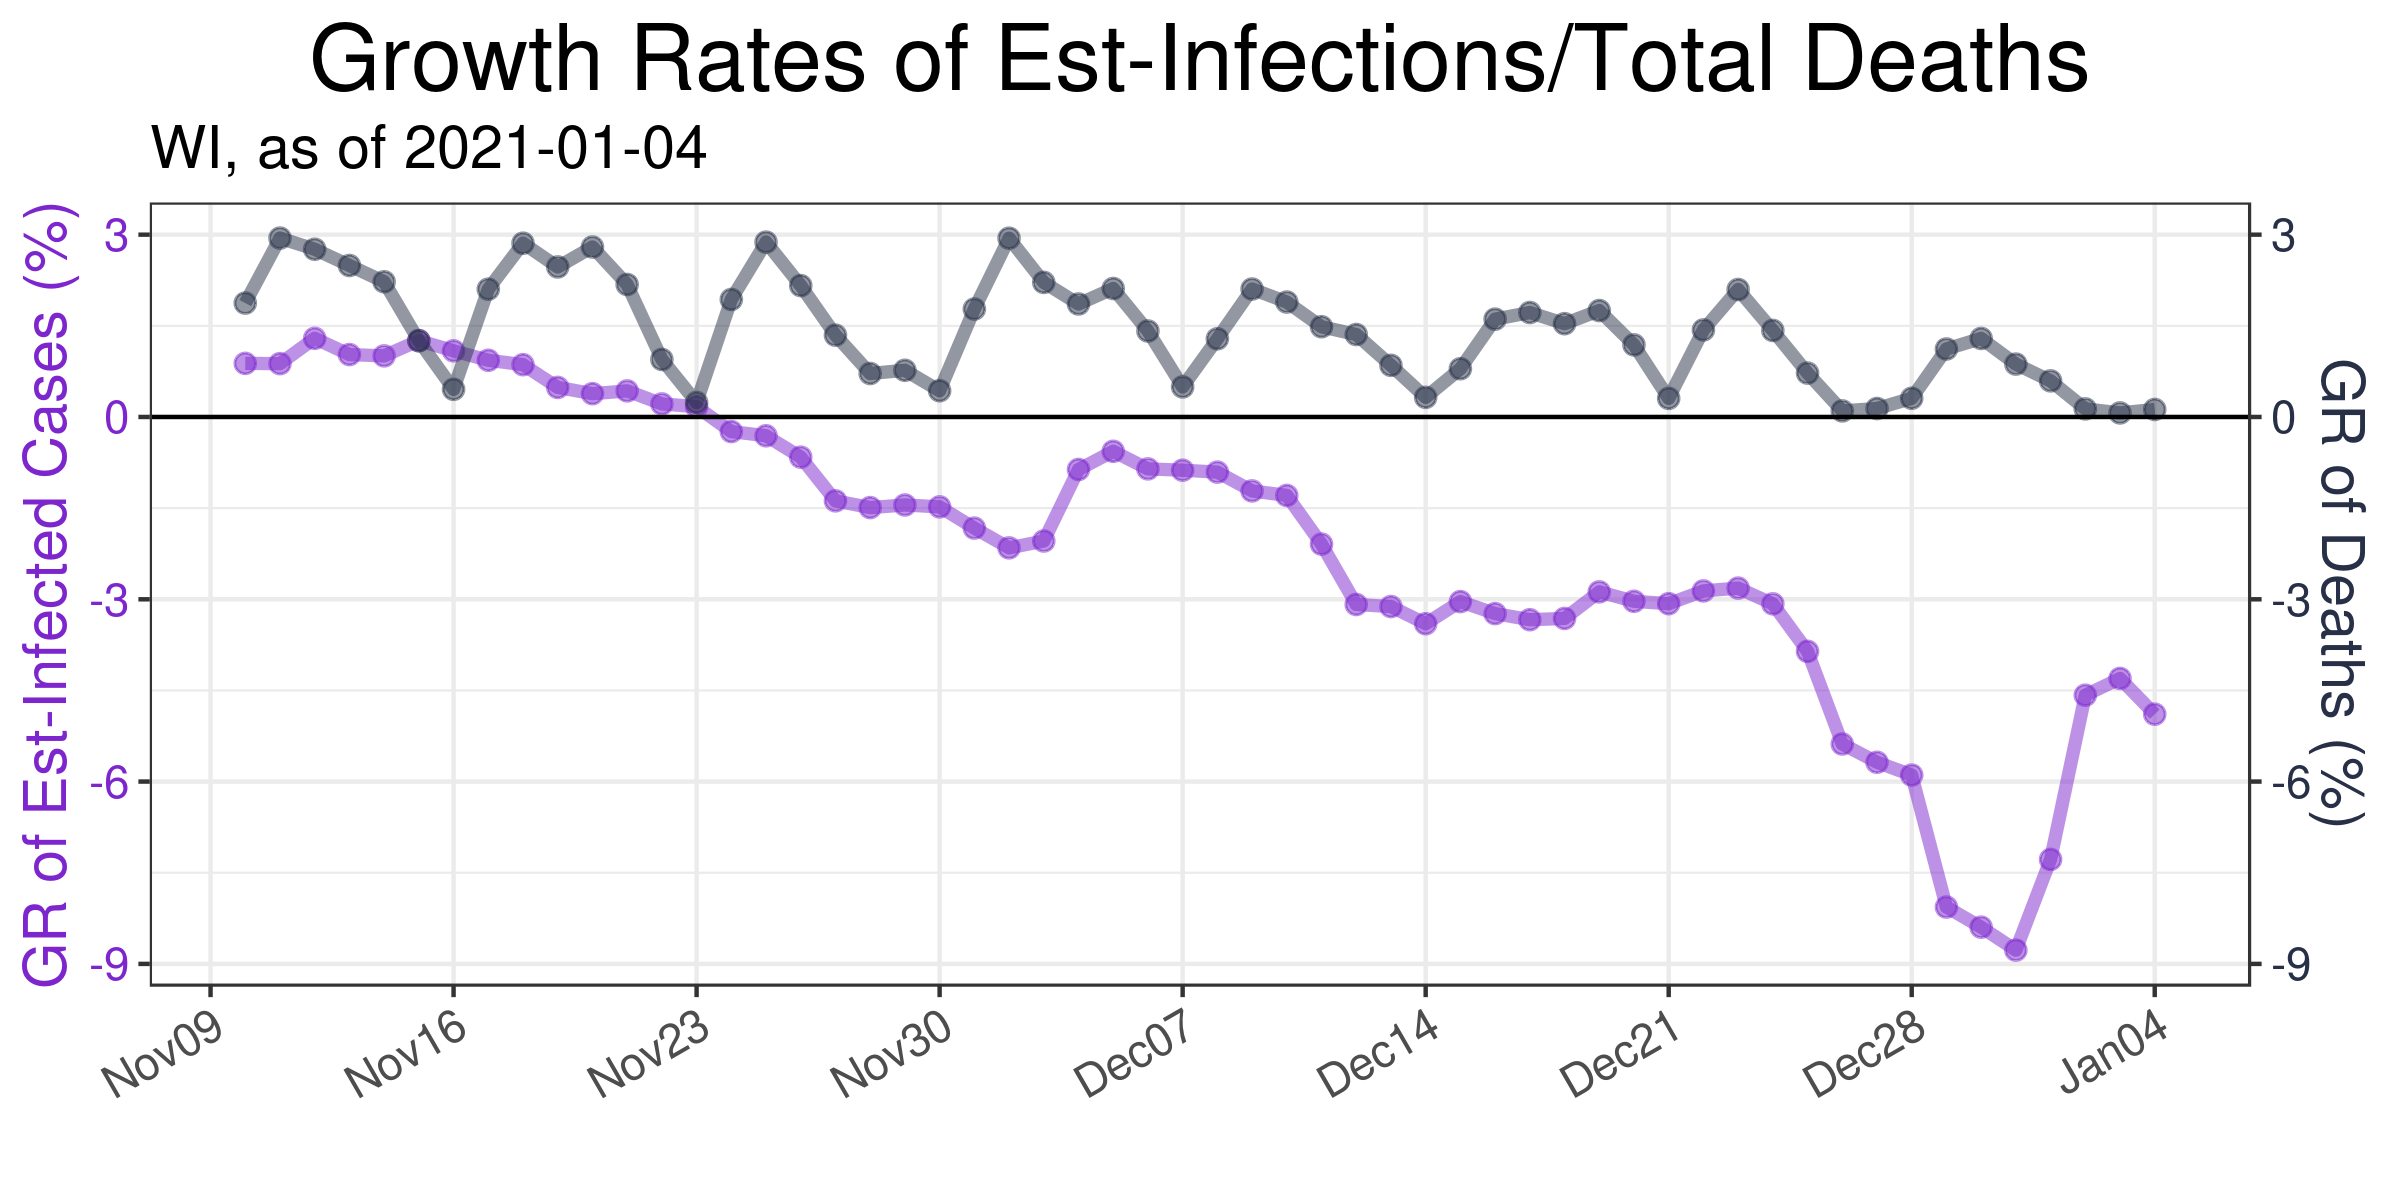 Growth Rates of Est-Infections/Total Deaths
WI, as of 2021-01-04
GR of Est-Infected Cases (%)
3
0
-3
-6
-9
3
0
-3
-6
-9
GR of Deaths (%)
Nov09
Nov16
Nov23
Nov30
Dec07
Dec14
Dec21
Dec28
Jan04